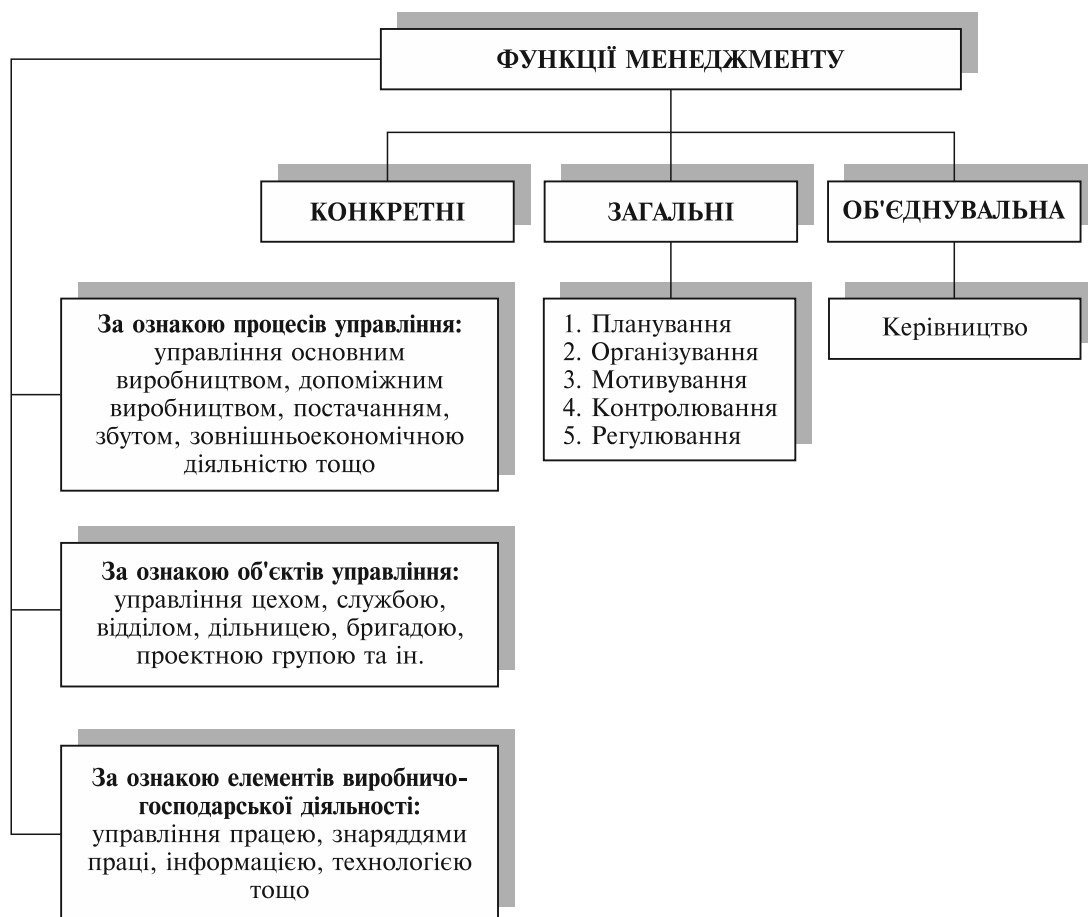 ФУНКЦІЇ МЕНЕДЖМЕНТУ
КОНКРЕТНІ
ЗАГАЛЬНІ
ОБ'ЄДНУВАЛЬНА
За ознакою процесів управління:
управління основним
виробництвом, допоміжним
виробництвом, постачанням,
збутом, зовнішньоекономічною
діяльністю тощо
1. Планування
2. Організування
3. Мотивування
4. Контролювання
5. Регулювання
Керівництво
За ознакою об'єктів управління:
управління цехом, службою,
відділом, дільницею, бригадою,
проектною групою та ін.
За ознакою елементів виробничо-
господарської діяльності:
управління працею, знаряддями
праці, інформацією, технологією
тощо